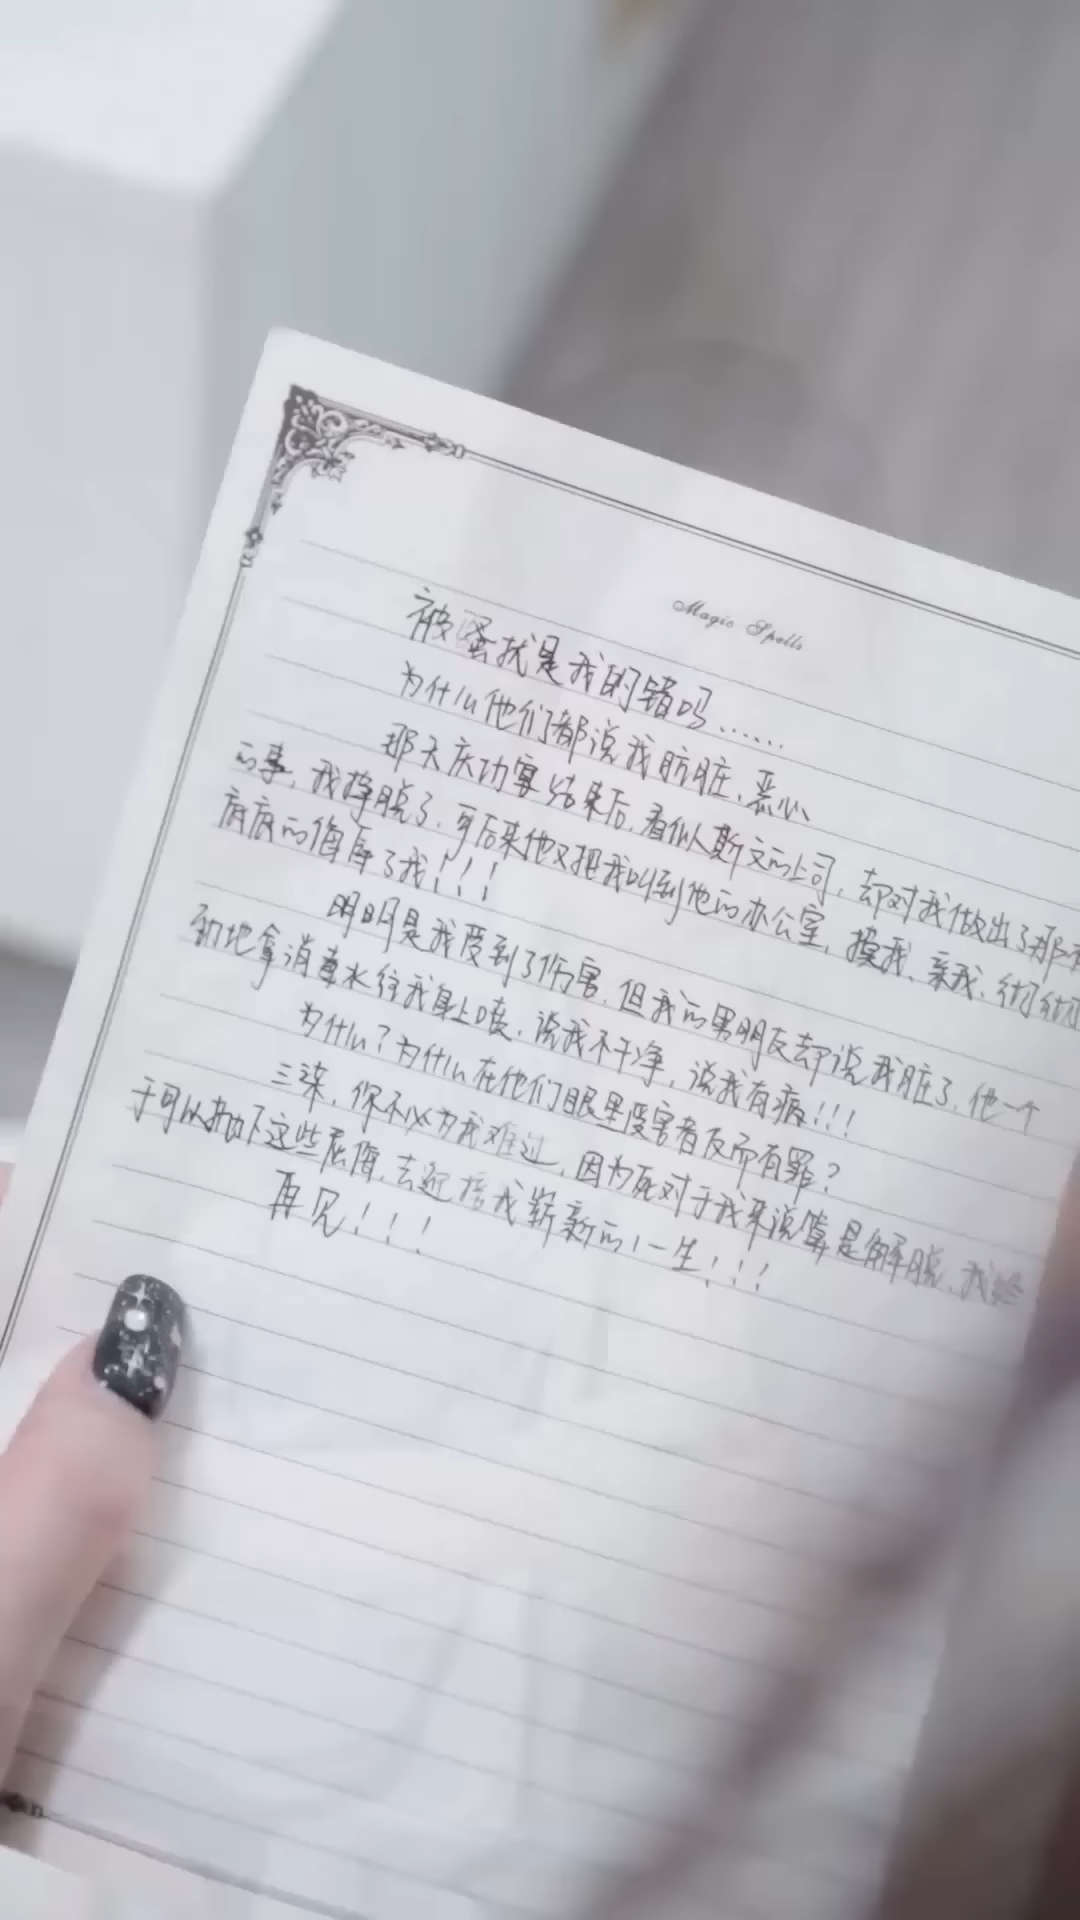 Magic Spells
被骚扰是我的错吗......
为什么他们都说我肮脏、恶心
那天庆功宴结束后,看似人斯文的上司,却对我做出了那种
的事,我挣脱了,可后来他又把我叫到他的办公室,摸我、亲我、彻彻
底底的侮辱了我!!!
明明是我受到了伤害,但我的男朋友却说我脏了,他一个
劲地拿消毒水往我身上喷,说我不干净,说我有病!!!
为什么?为什么在他们眼里受害者反而有罪?
三染,你不必为我难过,因为死对于我来说算是解脱,我终
于可以抛下这些屈侮,去迎接我崭新的一生!!!
再见!!!